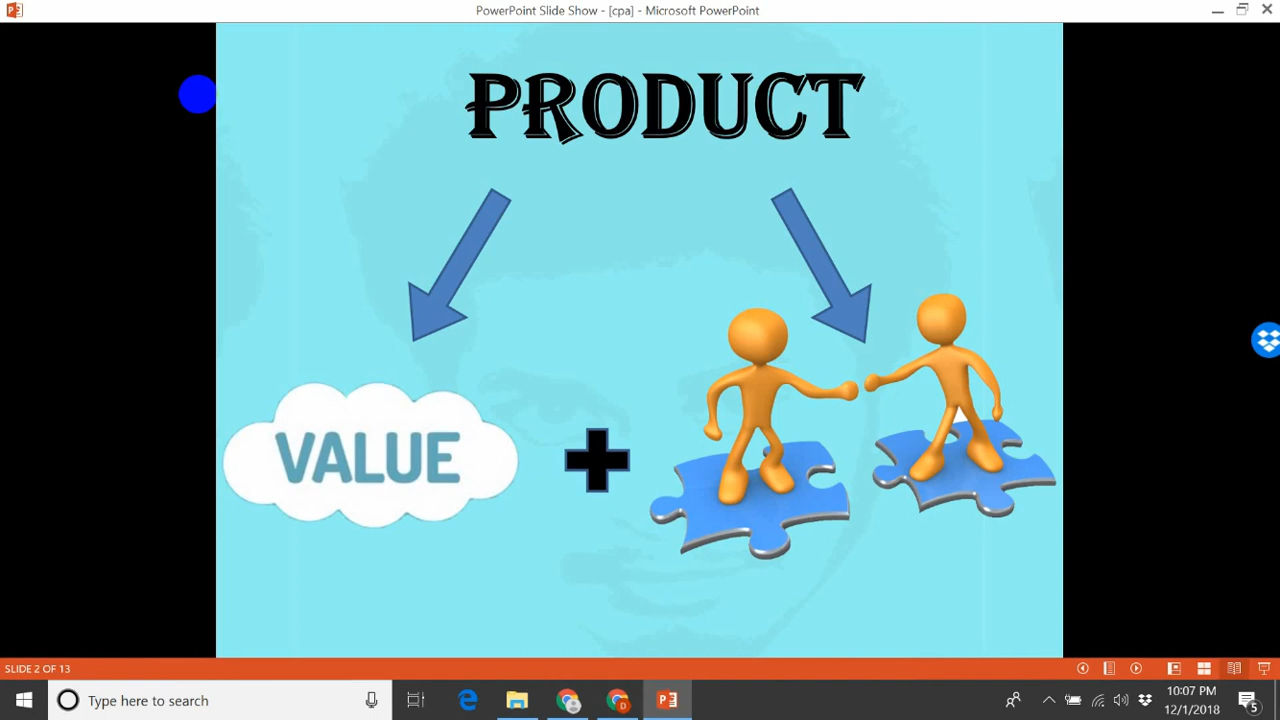 PowerPoint Slide Show - [cpa] - Microsoft PowerPoint
PRODUCT
VALUE
SLIDE 2 OF 13
Type here to search
10:07 PM
12/1/2018
5